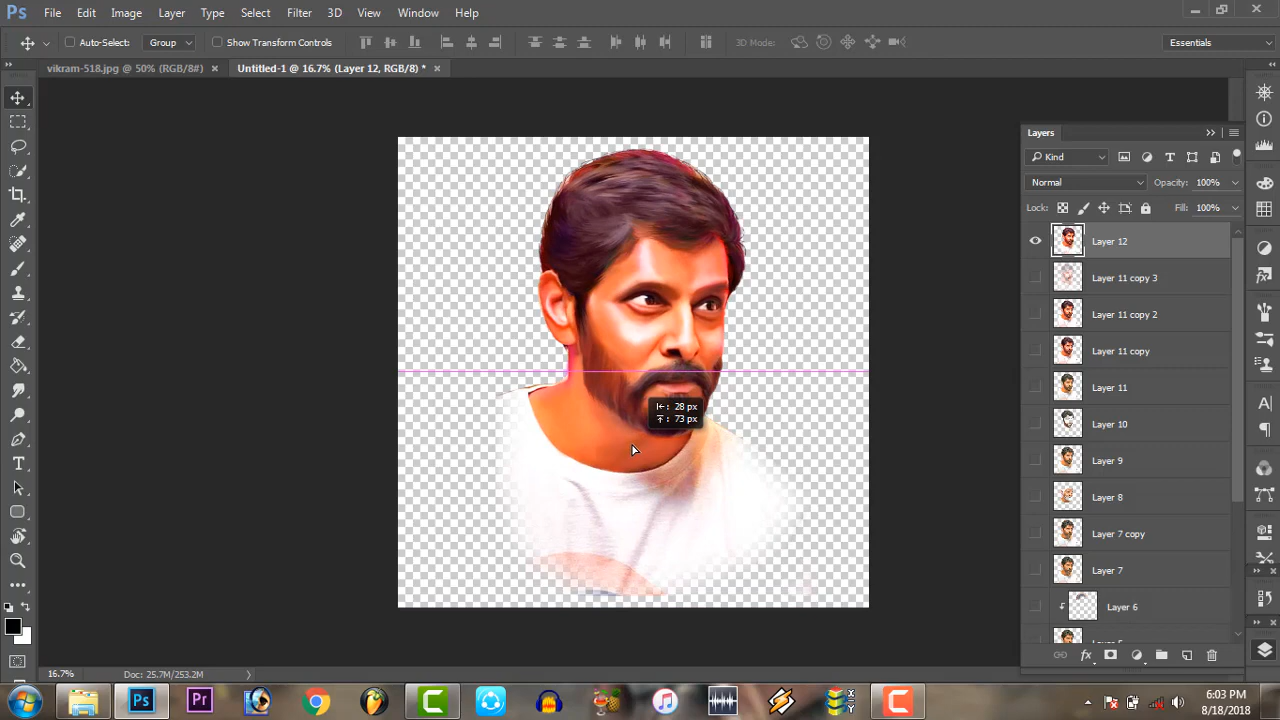 Ps File Edit Image Layer Type Select Filter 3D View Window Help
Auto-Select: Group Show Transform Controls 3D Mode: Essentials
vikram-518.jpg @ 50% (RGB/8#) × Untitled-1 @ 16.7% (Layer 12, RGB/8) * ×
Layers
Kind
Normal Opacity: 100%
Lock: Fill: 100%
Layer 12
Layer 11 copy 3
Layer 11 copy 2
Layer 11 copy
Layer 11
Layer 10
Layer 9
Layer 8
Layer 7 copy
Layer 7
Layer 6
: 28 px
: 73 px
16.7% Doc: 25.7M/253.2M
Ps Pr C C
6:03 PM
8/18/2018